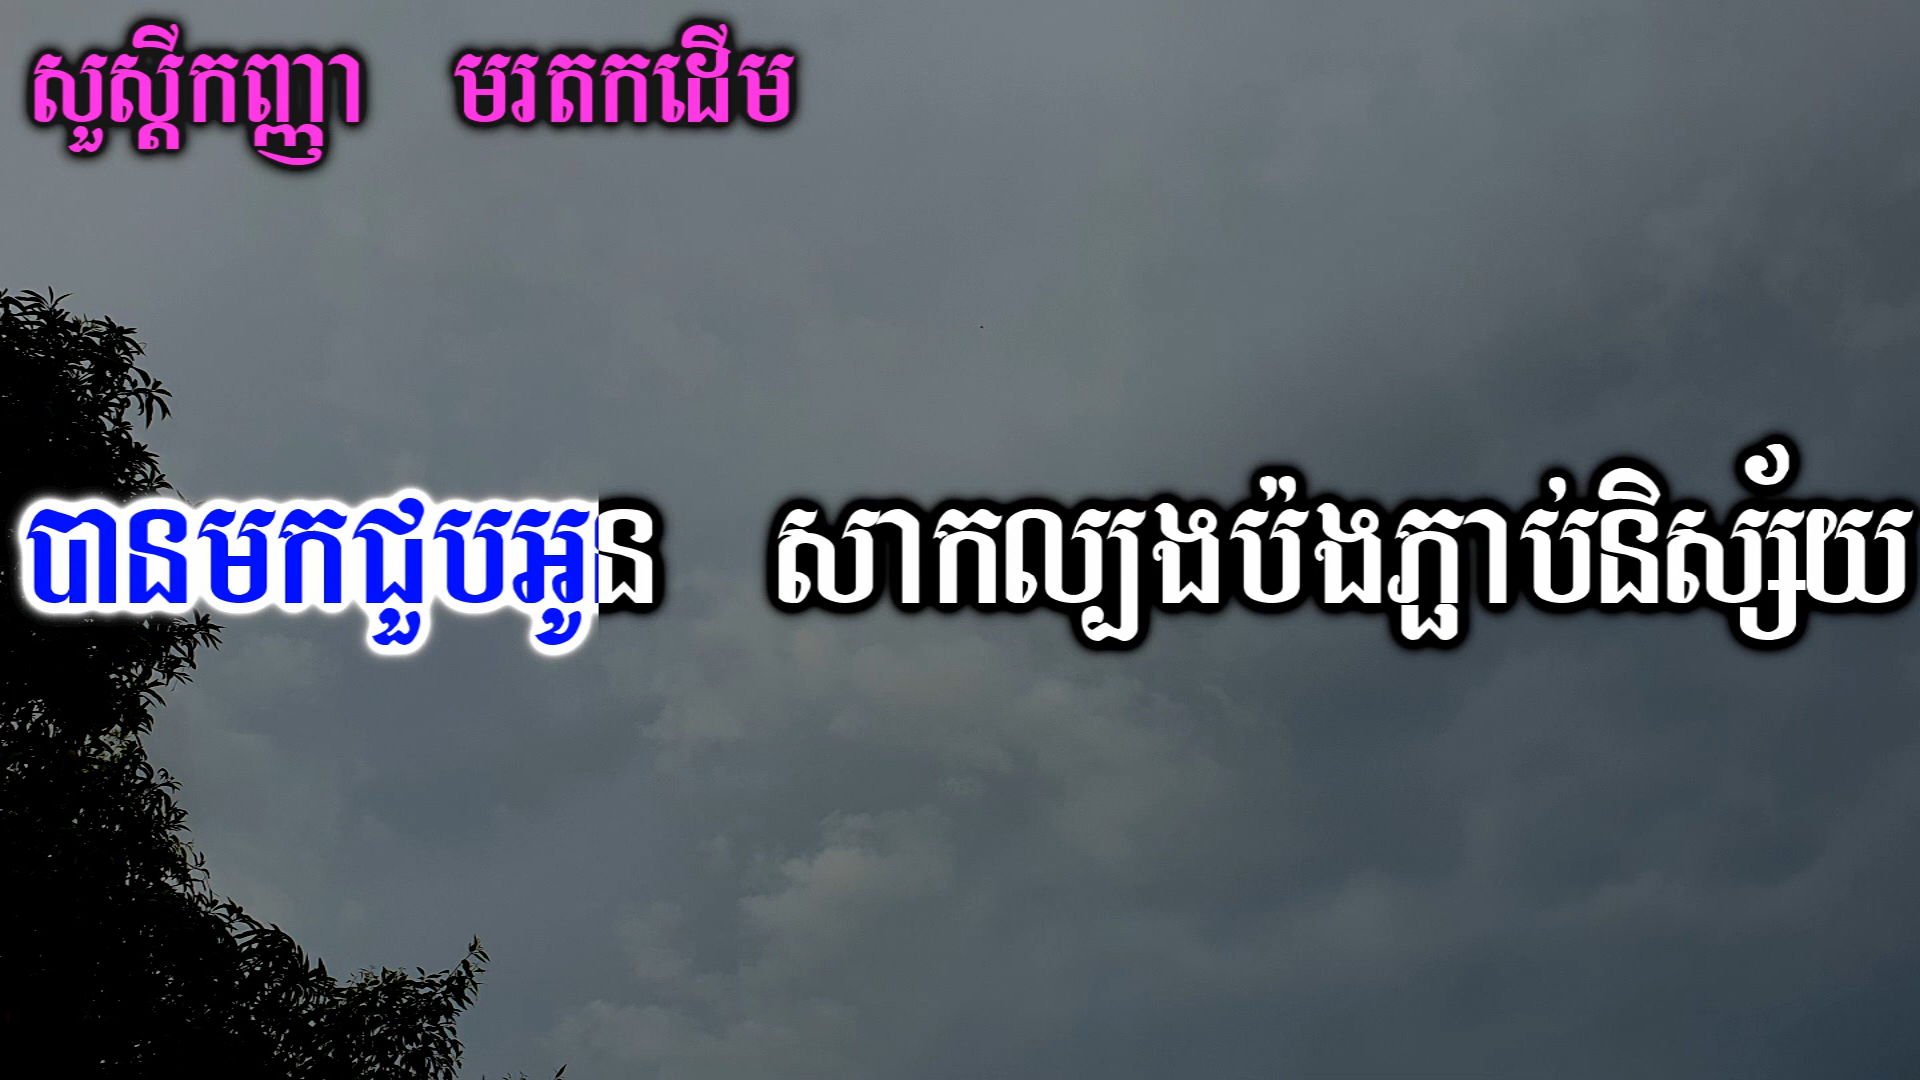 សួស្តីកញ្ញា មរតកដើម
បានមកជួបអូន សាកល្បងប៉ងភ្ជាប់និស្ស័យ